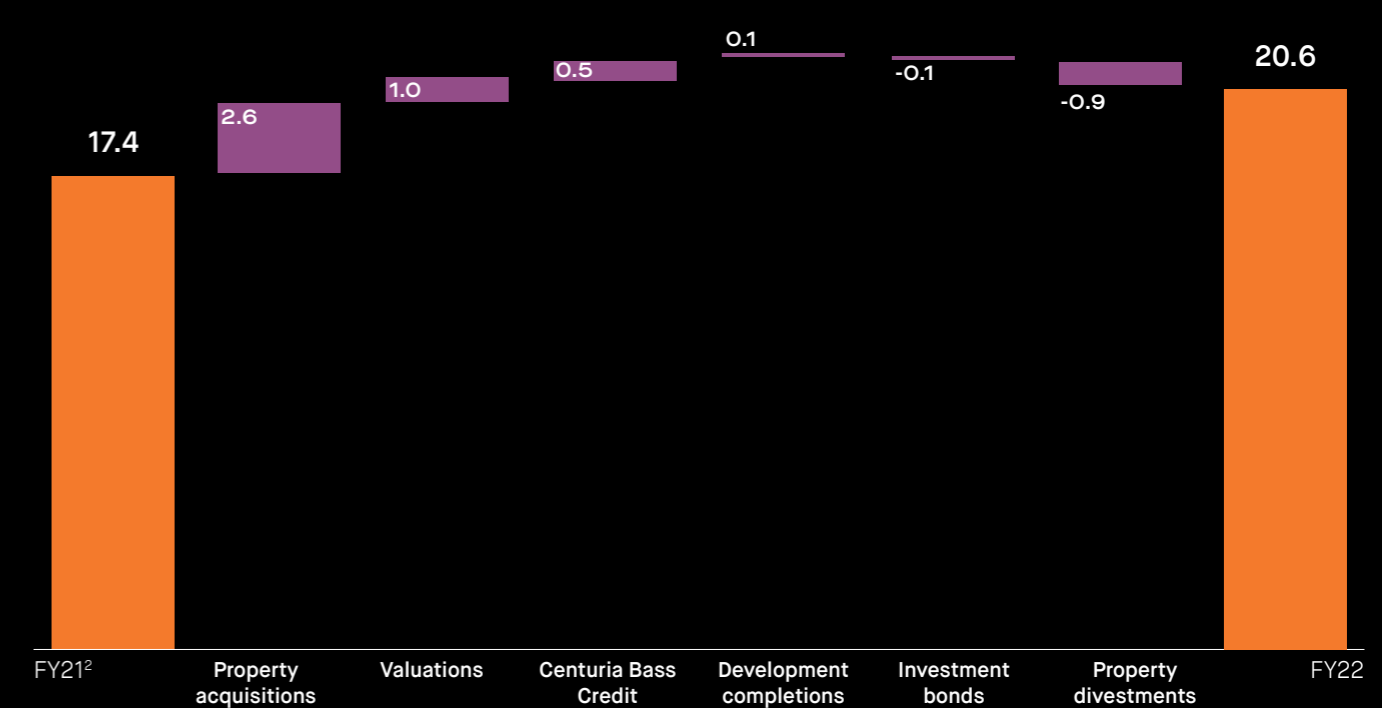 17.4
2.6
1.0
0.5
0.1
-0.1
-0.9
20.6
FY21²
Property
acquisitions
Valuations
Centuria Bass
Credit
Development
completions
Investment
bonds
Property
divestments
FY22